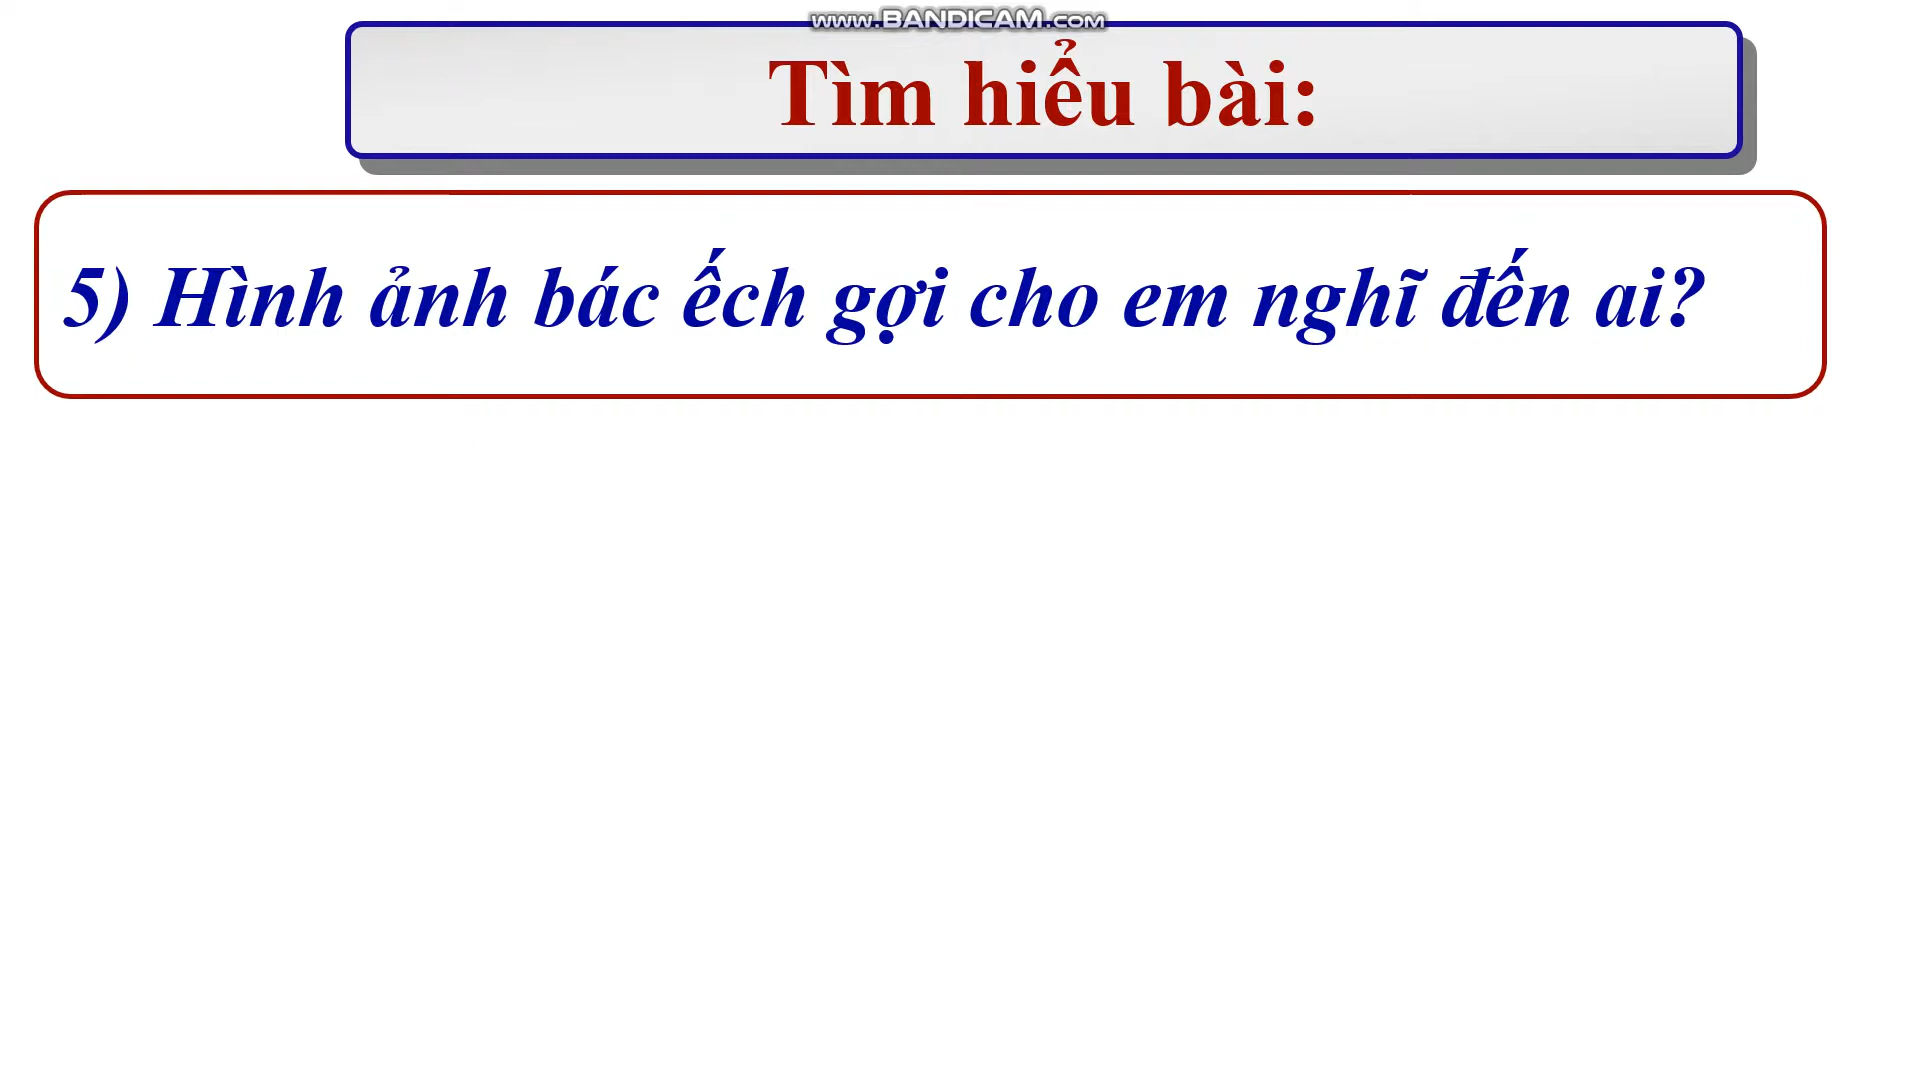 www.BANDICAM.com
Tìm hiểu bài:
5) Hình ảnh bác ếch gợi cho em nghĩ đến ai?